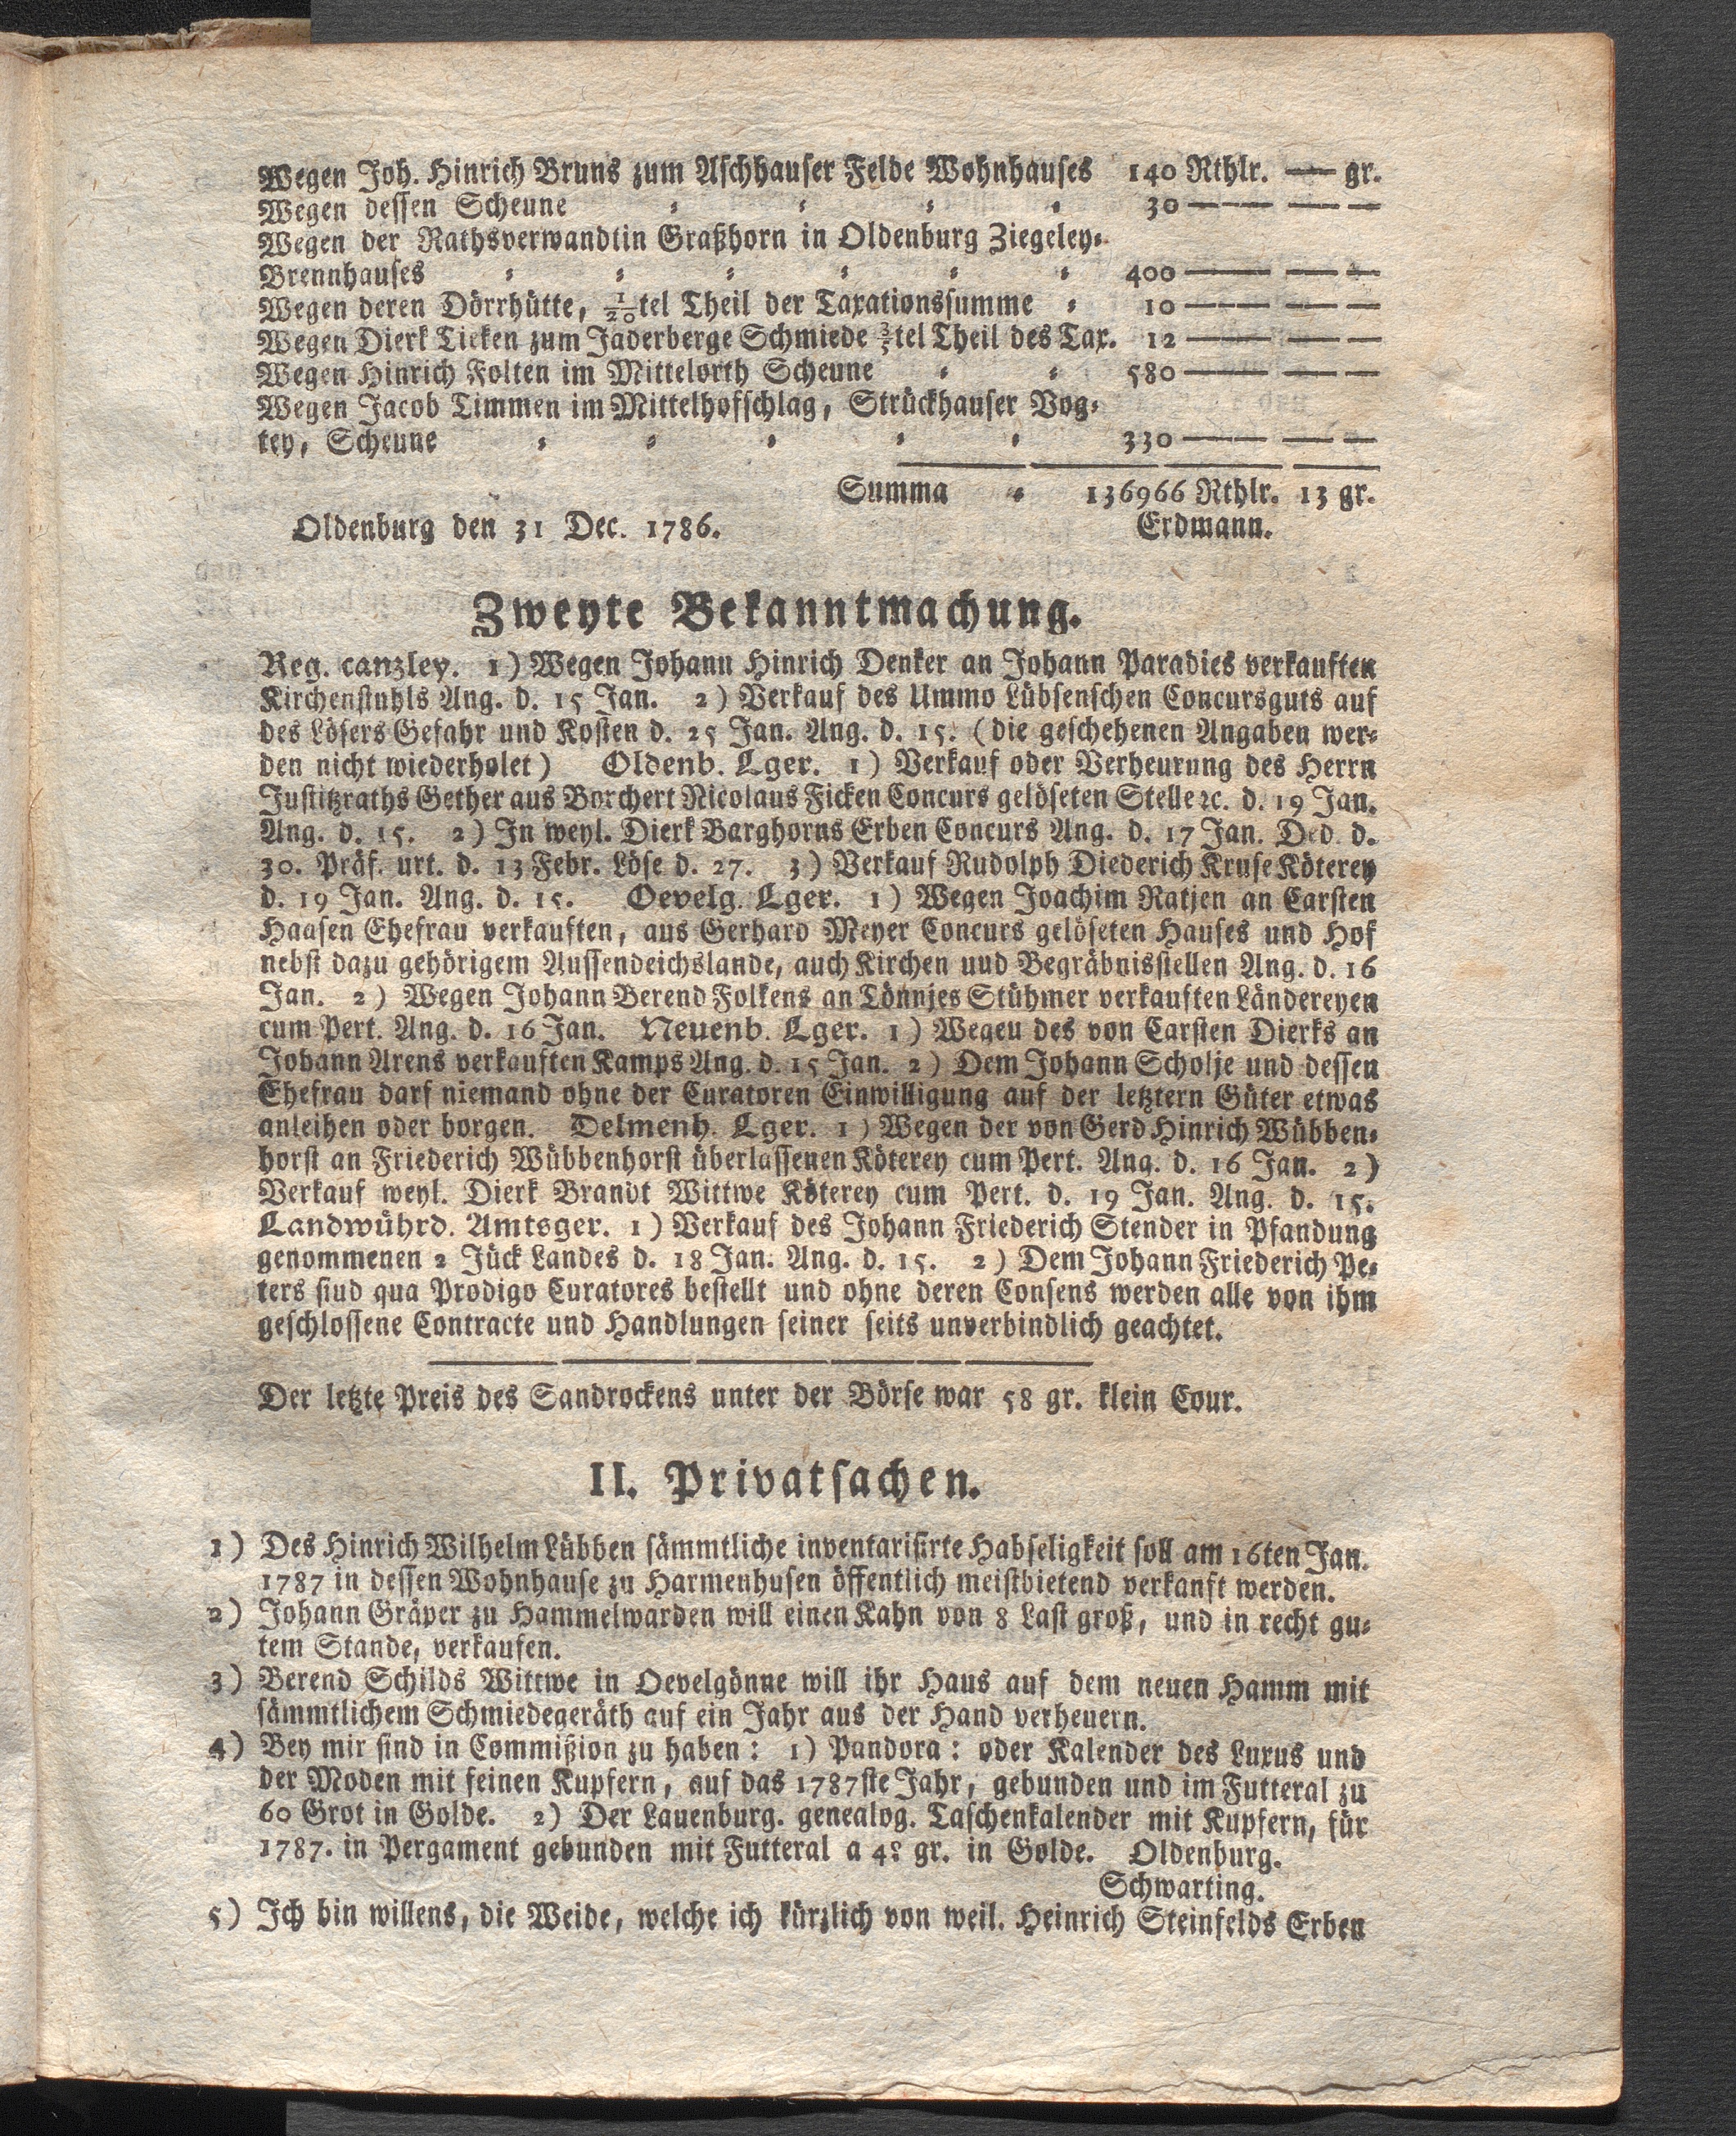 Wegen Joh. Hinrich Bruns zum Aschhauser Felde Wohnhauses 140 Rthlr. — gr.
Wegen dessen Scheune = = = = 30 — — —
Wegen der Rathsverwandtin Graßhorn in Oldenburg Ziegeley=
Brennhauses = = = = = = 400 — — —
Wegen deren Dörrhütte, 1/20tel Theil der Taxationssumme = 10 — — —
Wegen Dierk Ticken zum Jaderberge Schmiede 3/5tel Theil des Tax. 12 — — —
Wegen Hinrich Folten im Mittelorth Scheune = = 580 — — —
Wegen Jacob Timmen im Mittelhofschlag, Strückhauser Vog=
tey, Scheune = = = = = 330 — — —
Summa = 136966 Rthlr. 13 gr.
Oldenburg den 31 Dec. 1786. Erdmann.
Zweyte Bekanntmachung.
Reg. canzley. 1) Wegen Johann Hinrich Denker an Johann Paradies verkauften
Kirchenstuhls Ang. d. 15 Jan. 2) Verkauf des Ummo Lübsenschen Concursguts auf
des Lösers Gefahr und Kosten d. 25 Jan. Ang. d. 15. (die geschehenen Angaben wer=
den nicht wiederholet) Oldenb. Lger. 1) Verkauf oder Verheurung des Herrn
Justitzraths Gether aus Borchert Nicolaus Ficken Concurs gelöseten Stelle ꝛc. d. 19 Jan.
Ang. d. 15. 2) In weyl. Dierk Barghorns Erben Concurs Ang. d. 17 Jan. Ded. d.
30. Präf. urt. d. 13 Febr. Löse d. 27. 3) Verkauf Rudolph Diederich Kruse Köterey
d. 19 Jan. Ang. d. 15. Oevelg. Lger. 1) Wegen Joachim Ratjen an Carsten
Haasen Ehefrau verkauften, aus Gerhard Meyer Concurs gelöseten Hauses und Hof
nebst dazu gehörigem Aussendeichslande, auch Kirchen uud Begräbnisstellen Ang. d. 16
Jan. 2) Wegen Johann Berend Folkens an Tönnjes Stühmer verkauften Ländereyen
cum Pert. Ang. d. 16 Jan. Neuenb. Lger. 1) Wegeu des von Carsten Dierks an
Johann Arens verkauften Kamps Ang. d. 15 Jan. 2) Dem Johann Scholje und dessen
Ehefrau darf niemand ohne der Curatoren Einwilligung auf der letztern Güter etwas
anleihen oder borgen. Delmenh. Lger. 1) Wegen der von Gerd Hinrich Wübben=
horst an Friederich Wübbenhorst überlassenen Köterey cum Pert. Ang. d. 16 Jan. 2)
Verkauf weyl. Dierk Brandt Wittwe Köterey cum Pert. d. 19 Jan. Ang. d. 15.
Landwührd. Amtsger. 1) Verkauf des Johann Friederich Stender in Pfandung
genommenen 2 Jück Landes d. 18 Jan. Ang. d. 15. 2) Dem Johann Friederich Pe=
ters siud qua Prodigo Curatores bestellt und ohne deren Consens werden alle von ihm
geschlossene Contracte und Handlungen seiner seits unverbindlich geachtet.
Der letzte Preis des Sandrockens unter der Börse war 58 gr. klein Cour.
II. Privatsachen.
1) Des Hinrich Wilhelm Lübben sämmtliche inventarisirte Habseligkeit soll am 16ten Jan.
1787 in dessen Wohnhause zu Harmenhusen öffentlich meistbietend verkanft werden.
2) Johann Gräper zu Hammelwarden will einen Kahn von 8 Last groß, und in recht gu=
tem Stande, verkaufen.
3) Berend Schilds Wittwe in Oevelgönne will ihr Haus auf dem neuen Hamm mit
sämmtlichem Schmiedegeräth auf ein Jahr aus der Hand verheuern.
4) Bey mir sind in Commißion zu haben: 1) Pandora: oder Kalender des Luxus und
der Moden mit feinen Kupfern, auf das 1787ste Jahr, gebunden und im Futteral zu
60 Grot in Golde. 2) Der Lauenburg. genealog. Taschenkalender mit Kupfern, für
1787. in Pergament gebunden mit Futteral a 48 gr. in Golde. Oldenburg.
Schwarting.
5) Ich bin willens, die Weide, welche ich kürzlich von weil. Heinrich Steinfelds Erben